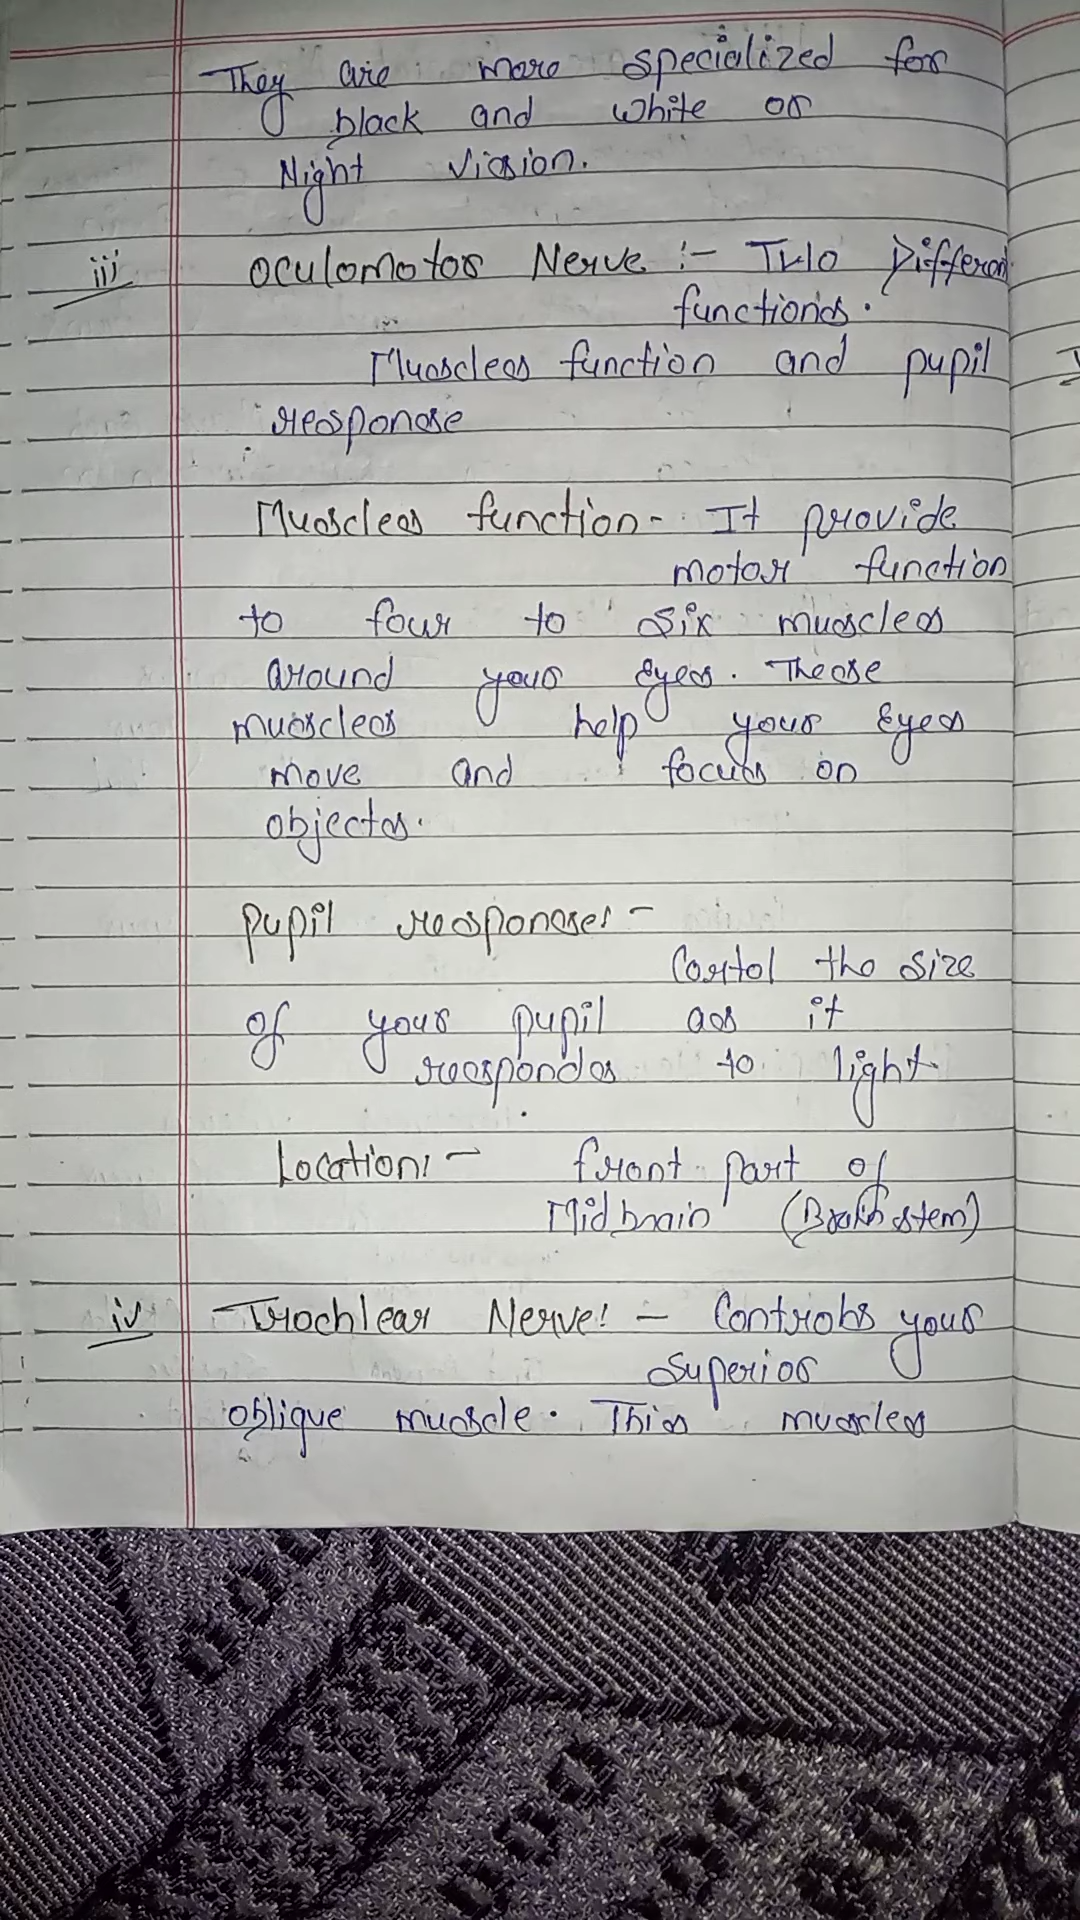 They are more specialized for
black and white or
Night Vision.
iii Oculomotor Nerve :- Two Different
functions.
Muscles function and pupil
response
Muscles function - It provide
motor function
to four to six muscles
around your Eyes. These
muscles help your Eyes
move and focus on
objects.
Pupil response: -
Cortol the size
of your pupil as it
responds to light.
Location: - front part of
Midbrain (Brain stem)
iv Trochlear Nerve: - Controls your
Superior
oblique muscle. This muscles